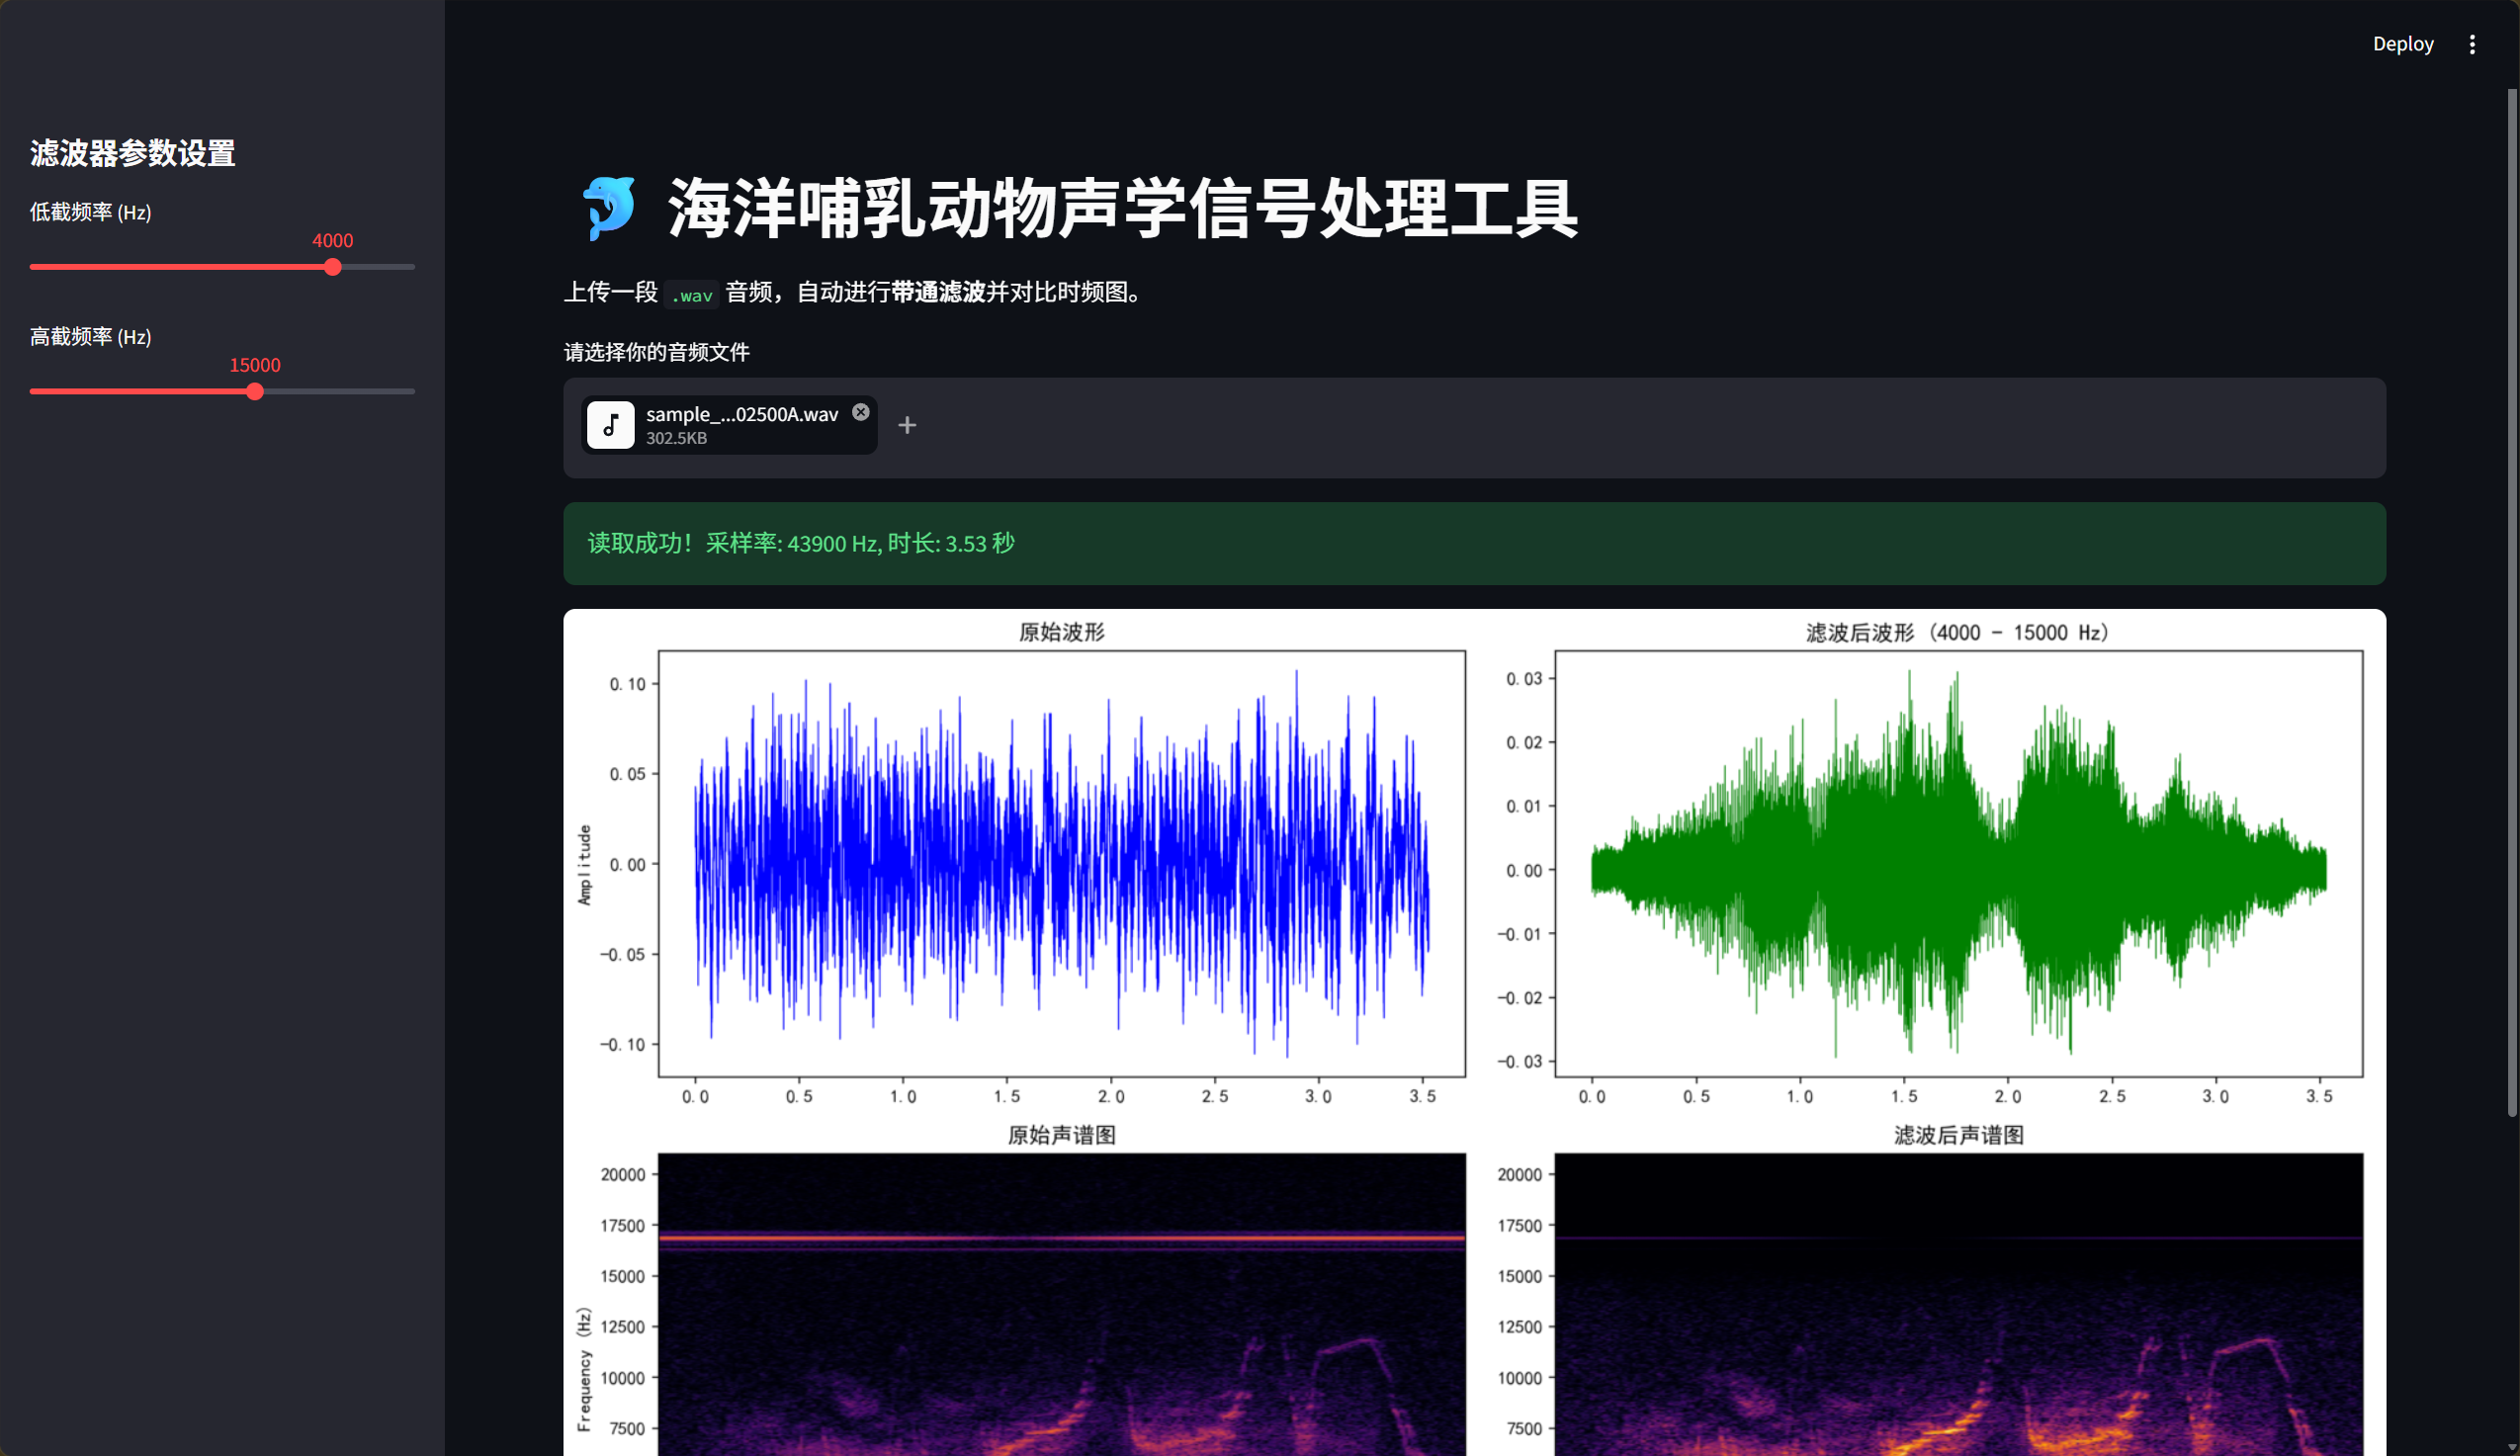 Deploy
滤波器参数设置
低截频率 (Hz)
4000
高截频率 (Hz)
15000
海洋哺乳动物声学信号处理工具
上传一段 .wav 音频，自动进行带通滤波并对比时频图。
请选择你的音频文件
sample_...02500A.wav
302.5KB
读取成功！采样率: 43900 Hz, 时长: 3.53 秒
原始波形
Amplitude
0.10
0.05
0.00
−0.05
−0.10
0.0 0.5 1.0 1.5 2.0 2.5 3.0 3.5
滤波后波形 (4000 - 15000 Hz)
0.03
0.02
0.01
0.00
−0.01
−0.02
−0.03
0.0 0.5 1.0 1.5 2.0 2.5 3.0 3.5
原始声谱图
Frequency (Hz)
20000
17500
15000
12500
10000
7500
滤波后声谱图
20000
17500
15000
12500
10000
7500